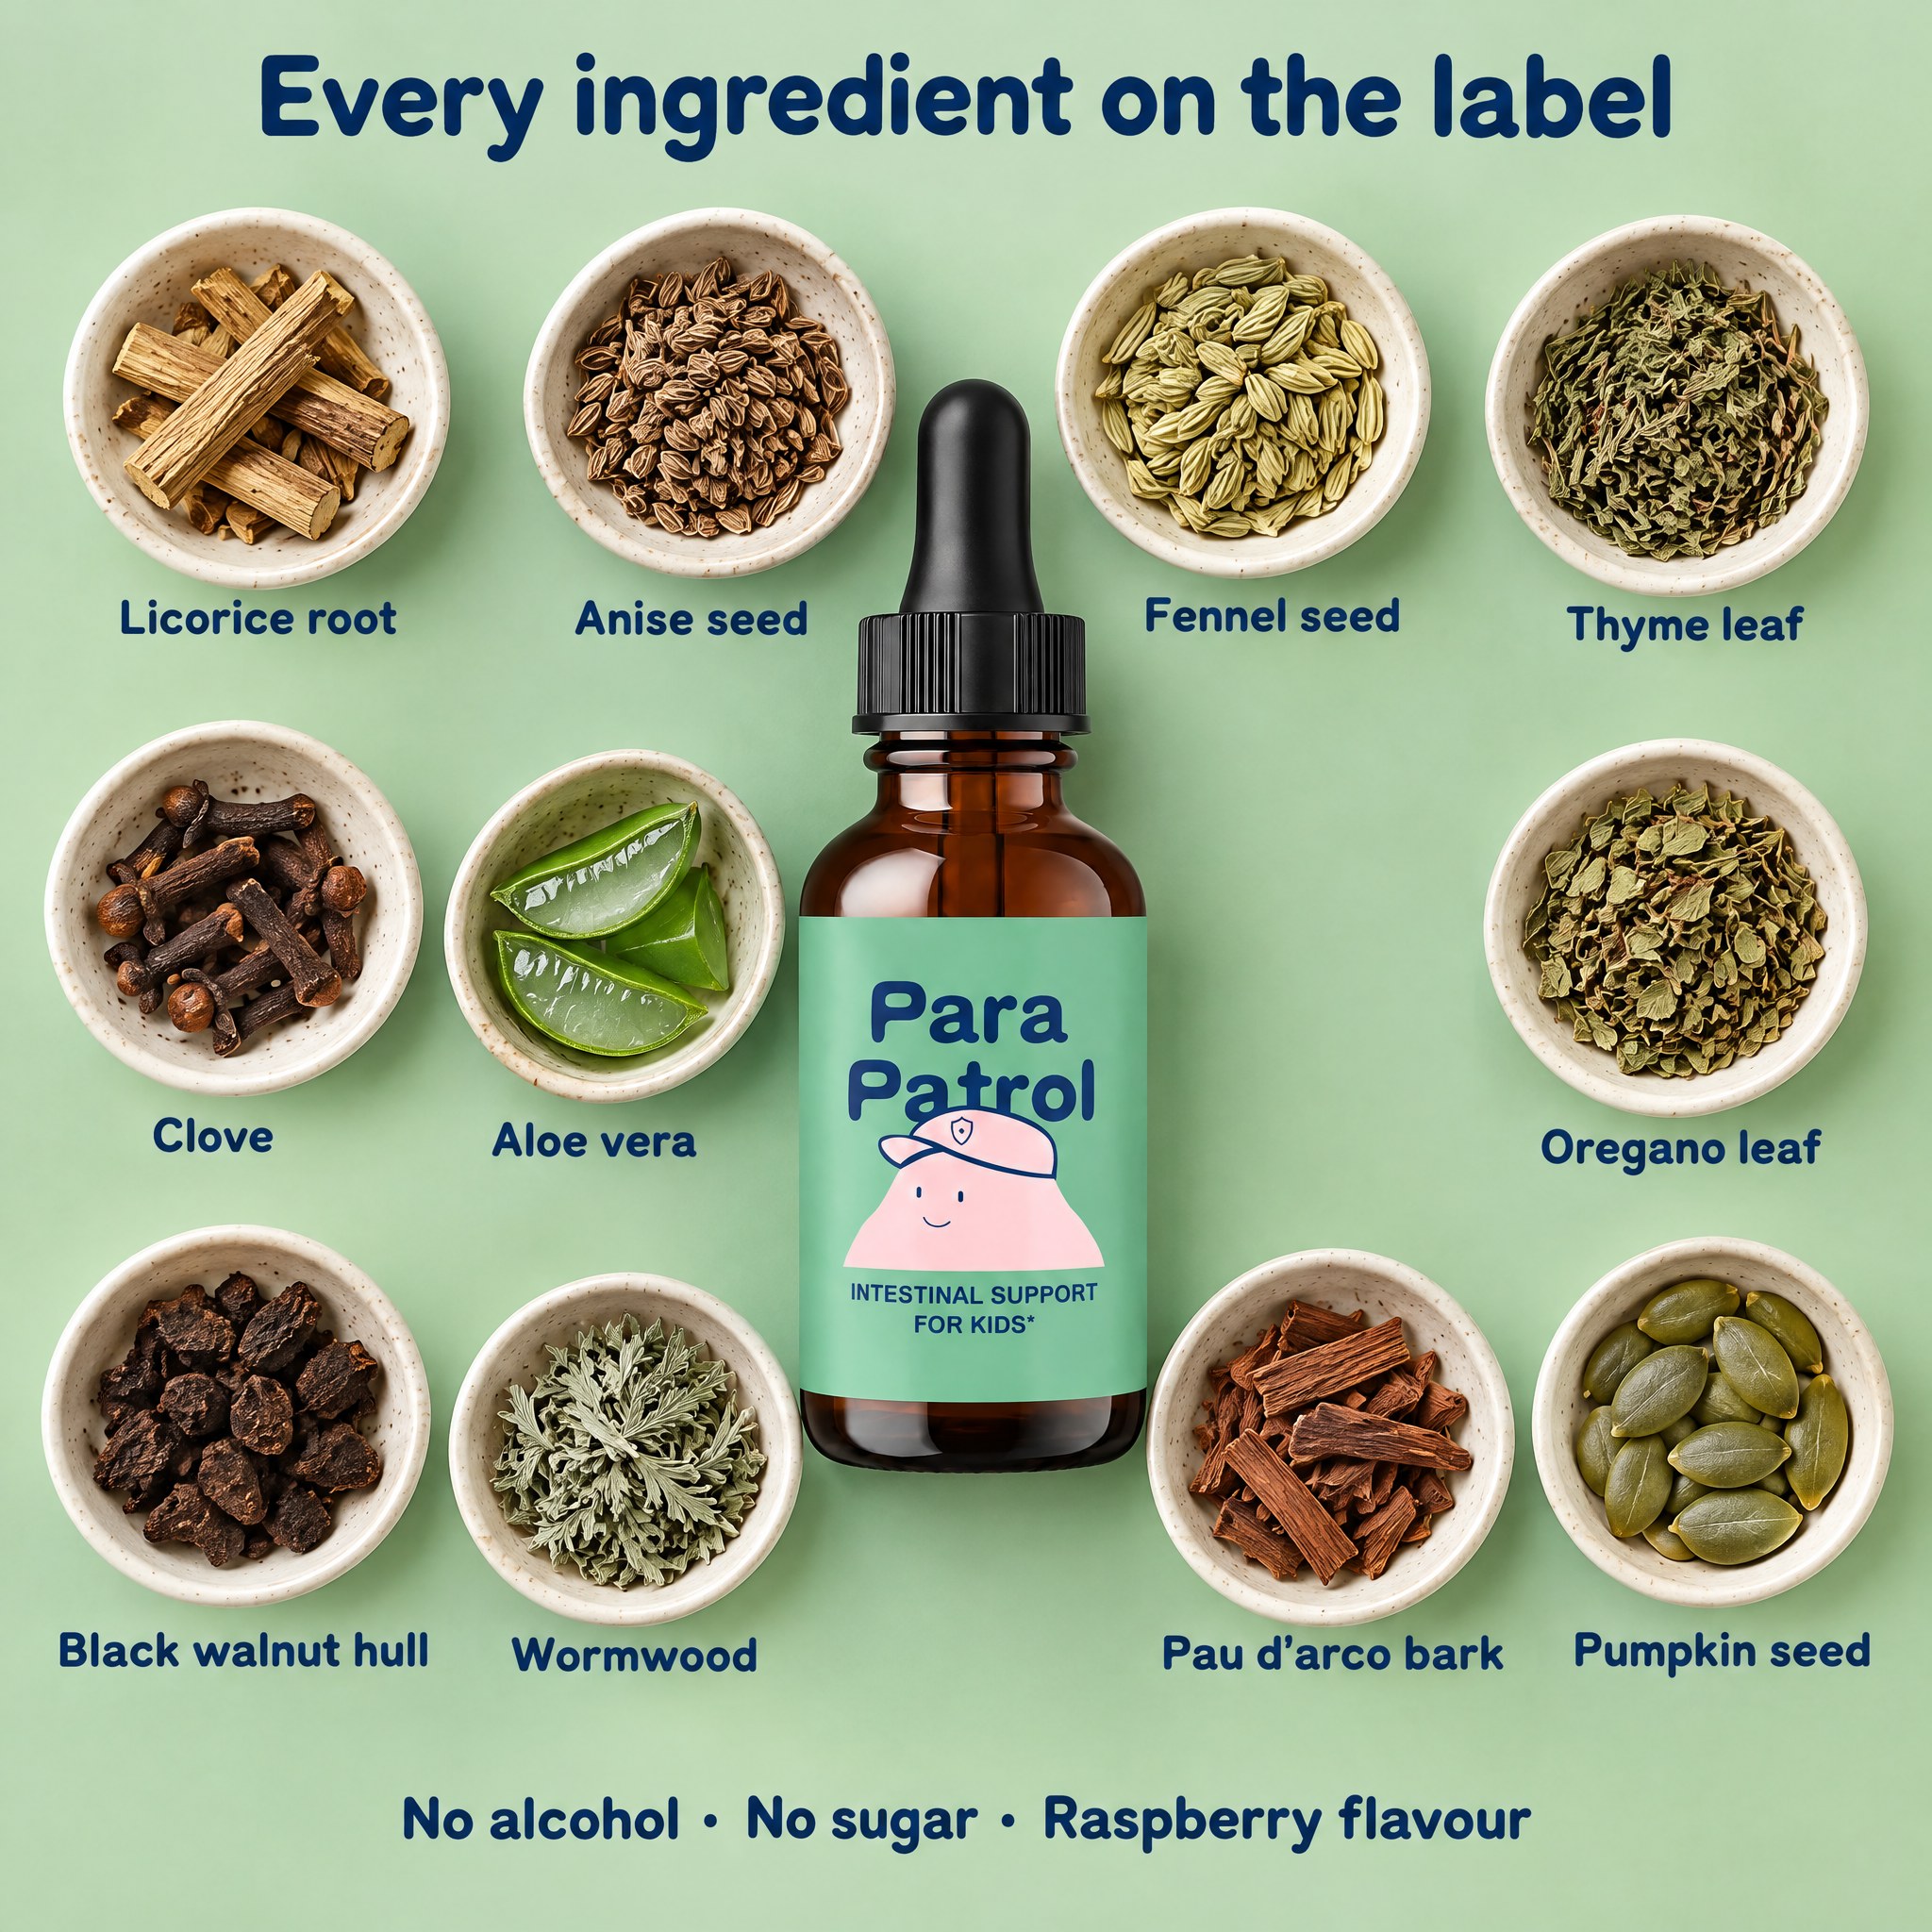 Every ingredient on the label
Licorice root
Anise seed
Fennel seed
Thyme leaf
Clove
Aloe vera
Para
Patrol
INTESTINAL SUPPORT
FOR KIDS*
Oregano leaf
Black walnut hull
Wormwood
Pau d’arco bark
Pumpkin seed
No alcohol • No sugar • Raspberry flavour